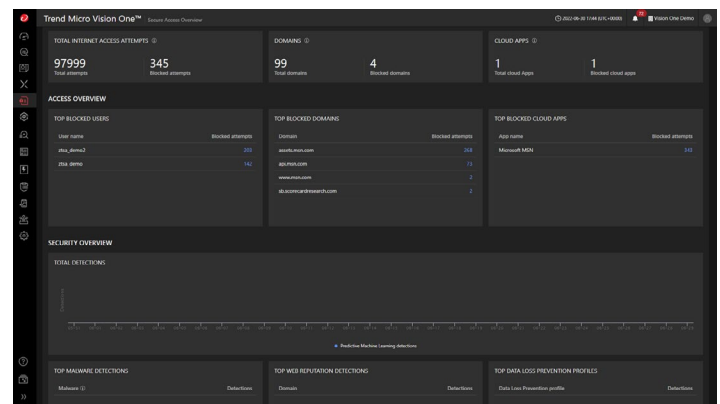 Trend Micro Vision One™ Secure Access Overview 2022-06-30 11:44 (UTC+00:00) 72 Vision One Demo
TOTAL INTERNET ACCESS ATTEMPTS DOMAINS CLOUD APPS
97999 345 99 4 1 1
Total attempts Blocked attempts Total domains Blocked domains Total cloud Apps Blocked cloud apps
ACCESS OVERVIEW
TOP BLOCKED USERS TOP BLOCKED DOMAINS TOP BLOCKED CLOUD APPS
User name Blocked attempts Domain Blocked attempts App name Blocked attempts
ztsa_demo2 assets.msn.com 268 Microsoft MSN 345
ztsa_demo 142 api.msn.com 73
www.msn.com 2
sb.scorecardresearch.com 2
SECURITY OVERVIEW
TOTAL DETECTIONS
Detections
Predictive Machine Learning detections
TOP MALWARE DETECTIONS TOP WEB REPUTATION DETECTIONS TOP DATA LOSS PREVENTION PROFILES
Malware Detections Domain Detections Data Loss Prevention profile Detections